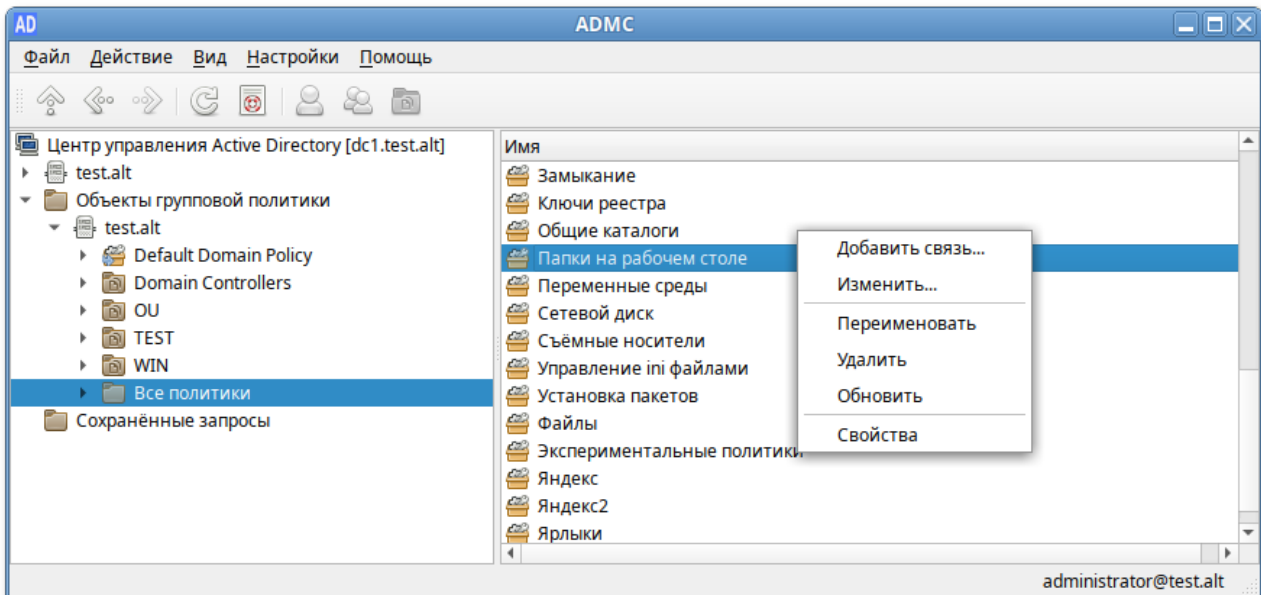 AD ADMC
Файл Действие Вид Настройки Помощь
Центр управления Active Directory [dc1.test.alt]
test.alt
Объекты групповой политики
test.alt
Default Domain Policy
Domain Controllers
OU
TEST
WIN
Все политики
Сохранённые запросы
Имя
Замыкание
Ключи реестра
Общие каталоги
Папки на рабочем столе
Переменные среды
Сетевой диск
Съёмные носители
Управление ini файлами
Установка пакетов
Файлы
Экспериментальные политики
Яндекс
Яндекс2
Ярлыки
Добавить связь...
Изменить...
Переименовать
Удалить
Обновить
Свойства
administrator@test.alt